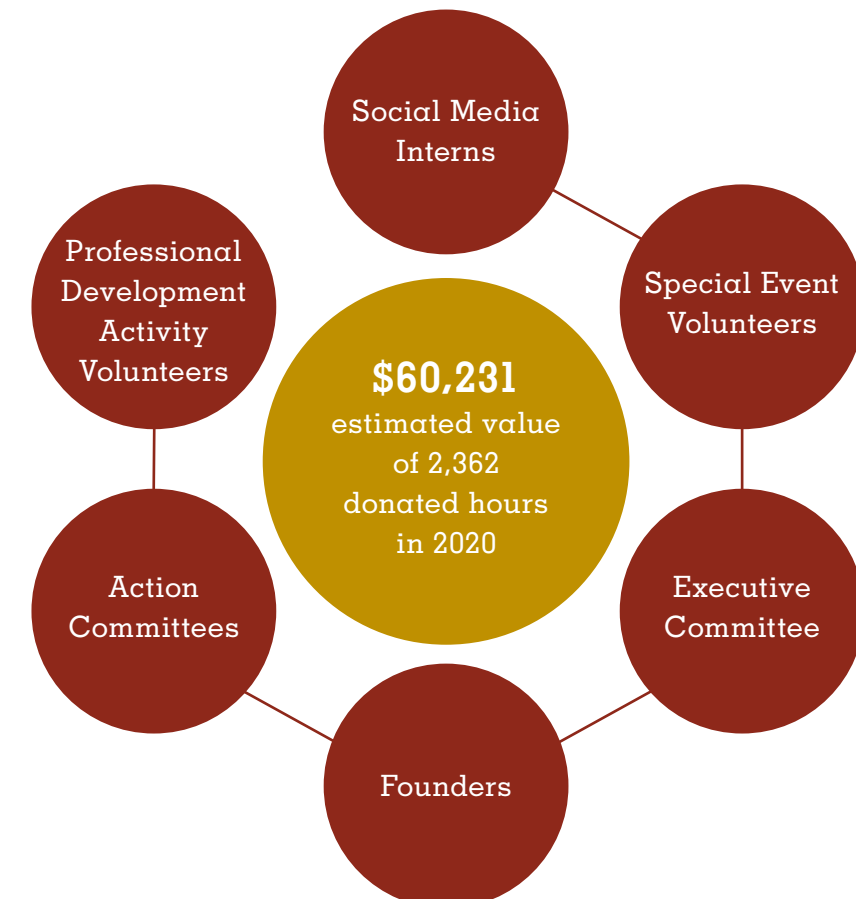 Social Media
Interns
Special Event
Volunteers
Executive
Committee
Founders
Action
Committees
Professional
Development
Activity
Volunteers
$60,231
estimated value
of 2,362
donated hours
in 2020